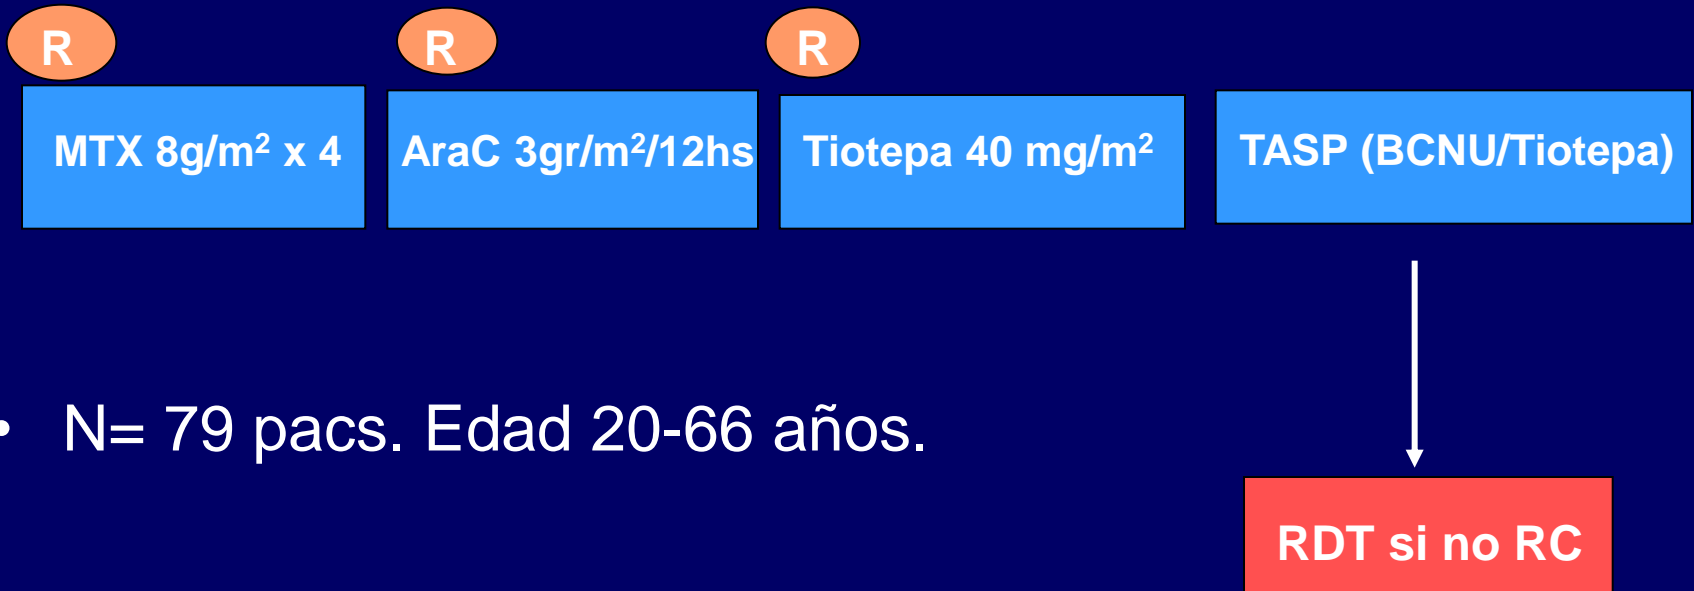 R
R
R
MTX 8g/m² x 4
AraC 3gr/m²/12hs
Tiotepa 40 mg/m²
TASP (BCNU/Tiotepa)
• N= 79 pacs. Edad 20-66 años.
RDT si no RC